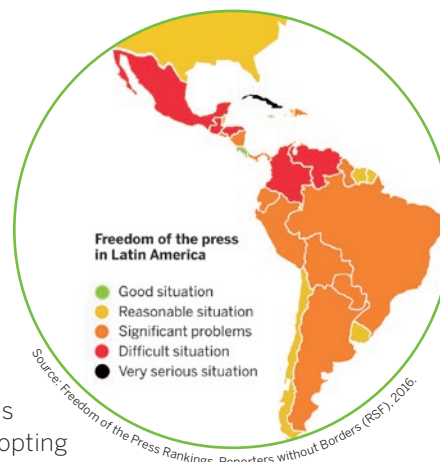 Freedom of the press
in Latin America
Good situation
Reasonable situation
Significant problems
Difficult situation
Very serious situation
Source: Freedom of the Press Rankings, Reporters without Borders (RSF), 2016.
s
opting